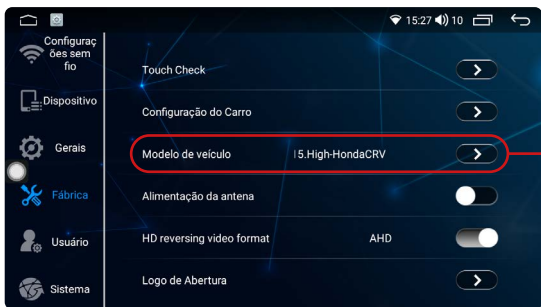 15:27 10
Configuraç
ões sem
fio
Dispositivo
Gerais
Fábrica
Usuário
Sistema
Touch Check
Configuração do Carro
Modelo de veículo 5.High-HondaCRV
Alimentação da antena
HD reversing video format AHD
Logo de Abertura